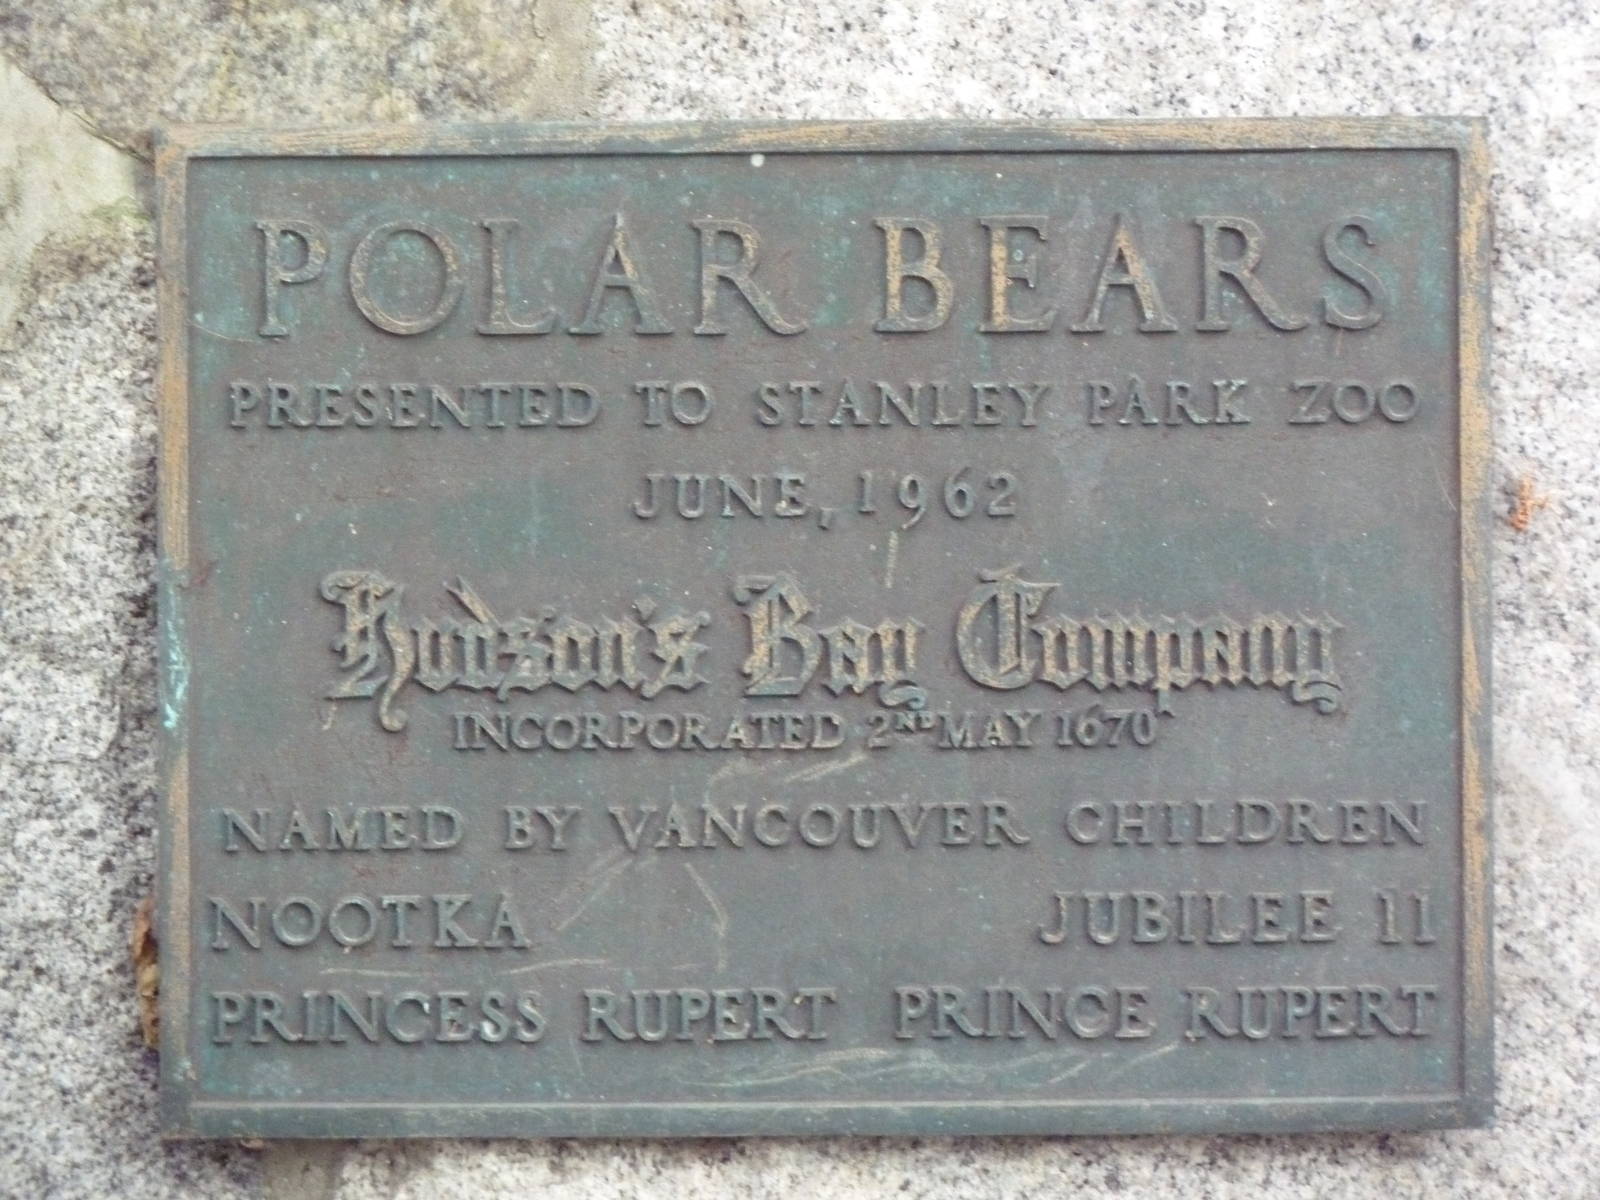 POLAR BEARS
PRESENTED TO STANLEY PARK ZOO
JUNE, 1962
Hudson's Bay Company
INCORPORATED 2ND MAY 1670
NAMED BY VANCOUVER CHILDREN
NOOTKA JUBILEE 11
PRINCESS RUPERT PRINCE RUPERT